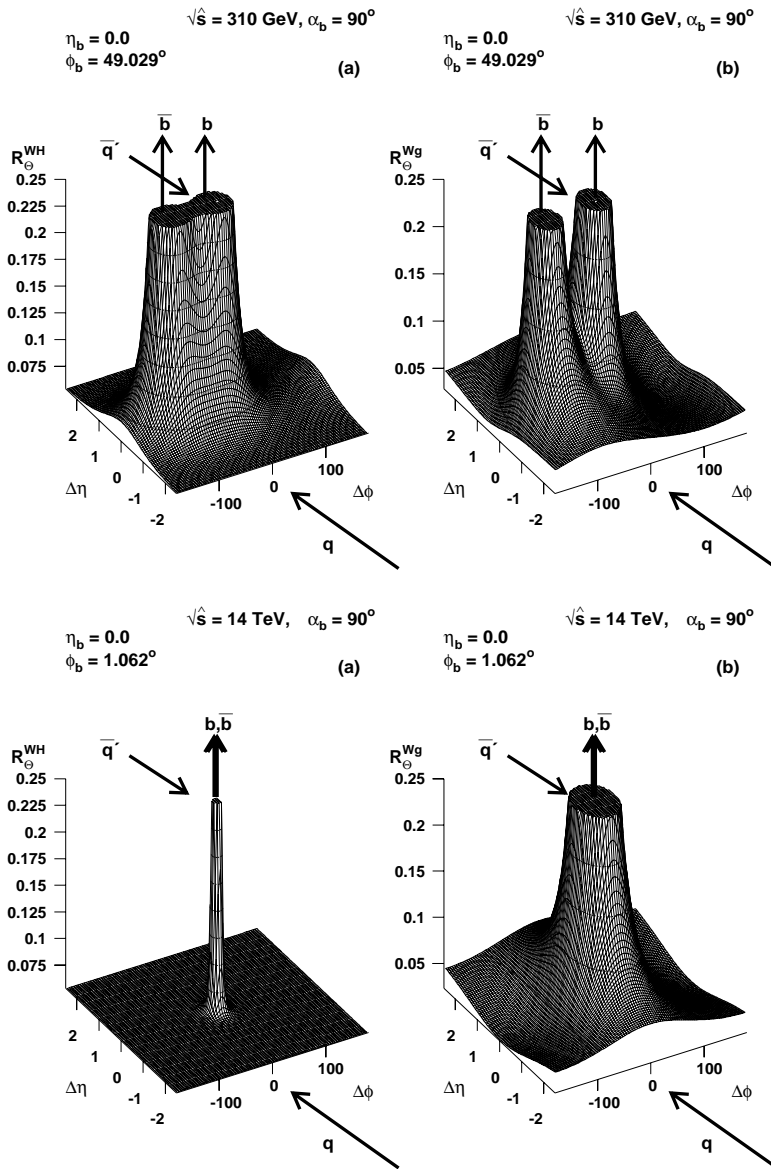 √ŝ = 310 GeV, α_b = 90°
η_b = 0.0
φ_b = 49.029°
(a)
b̅ b
q̅´
R_Θ^WH
0.25
0.225
0.2
0.175
0.15
0.125
0.1
0.075
2
1
0
-1
-2
Δη
-100
0
100
Δφ
q
√ŝ = 310 GeV, α_b = 90°
η_b = 0.0
φ_b = 49.029°
(b)
b̅ b
q̅´
R_Θ^Wg
0.25
0.2
0.15
0.1
0.05
2
1
0
-1
-2
Δη
-100
0
100
Δφ
q
√ŝ = 14 TeV, α_b = 90°
η_b = 0.0
φ_b = 1.062°
(a)
b,b̅
q̅´
R_Θ^WH
0.25
0.225
0.2
0.175
0.15
0.125
0.1
0.075
2
1
0
-1
-2
Δη
-100
0
100
Δφ
q
√ŝ = 14 TeV, α_b = 90°
η_b = 0.0
φ_b = 1.062°
(b)
b,b̅
q̅´
R_Θ^Wg
0.25
0.2
0.15
0.1
0.05
2
1
0
-1
-2
Δη
-100
0
100
Δφ
q